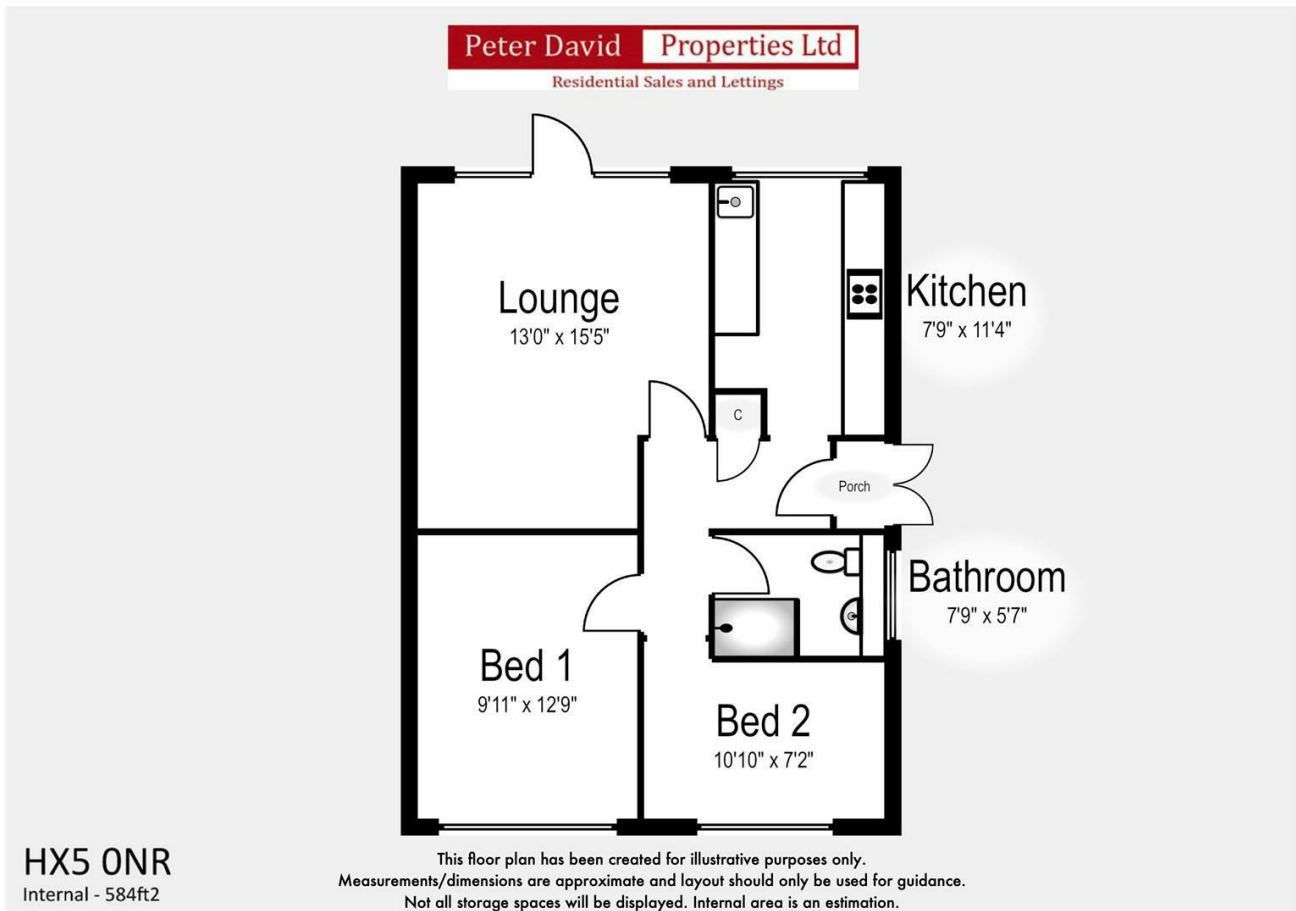 Peter David Properties Ltd
Residential Sales and Lettings
Lounge
13'0" x 15'5"
Kitchen
7'9" x 11'4"
C
Porch
Bathroom
7'9" x 5'7"
Bed 1
9'11" x 12'9"
Bed 2
10'10" x 7'2"
HX5 0NR
Internal - 584ft2
This floor plan has been created for illustrative purposes only.
Measurements/dimensions are approximate and layout should only be used for guidance.
Not all storage spaces will be displayed. Internal area is an estimation.